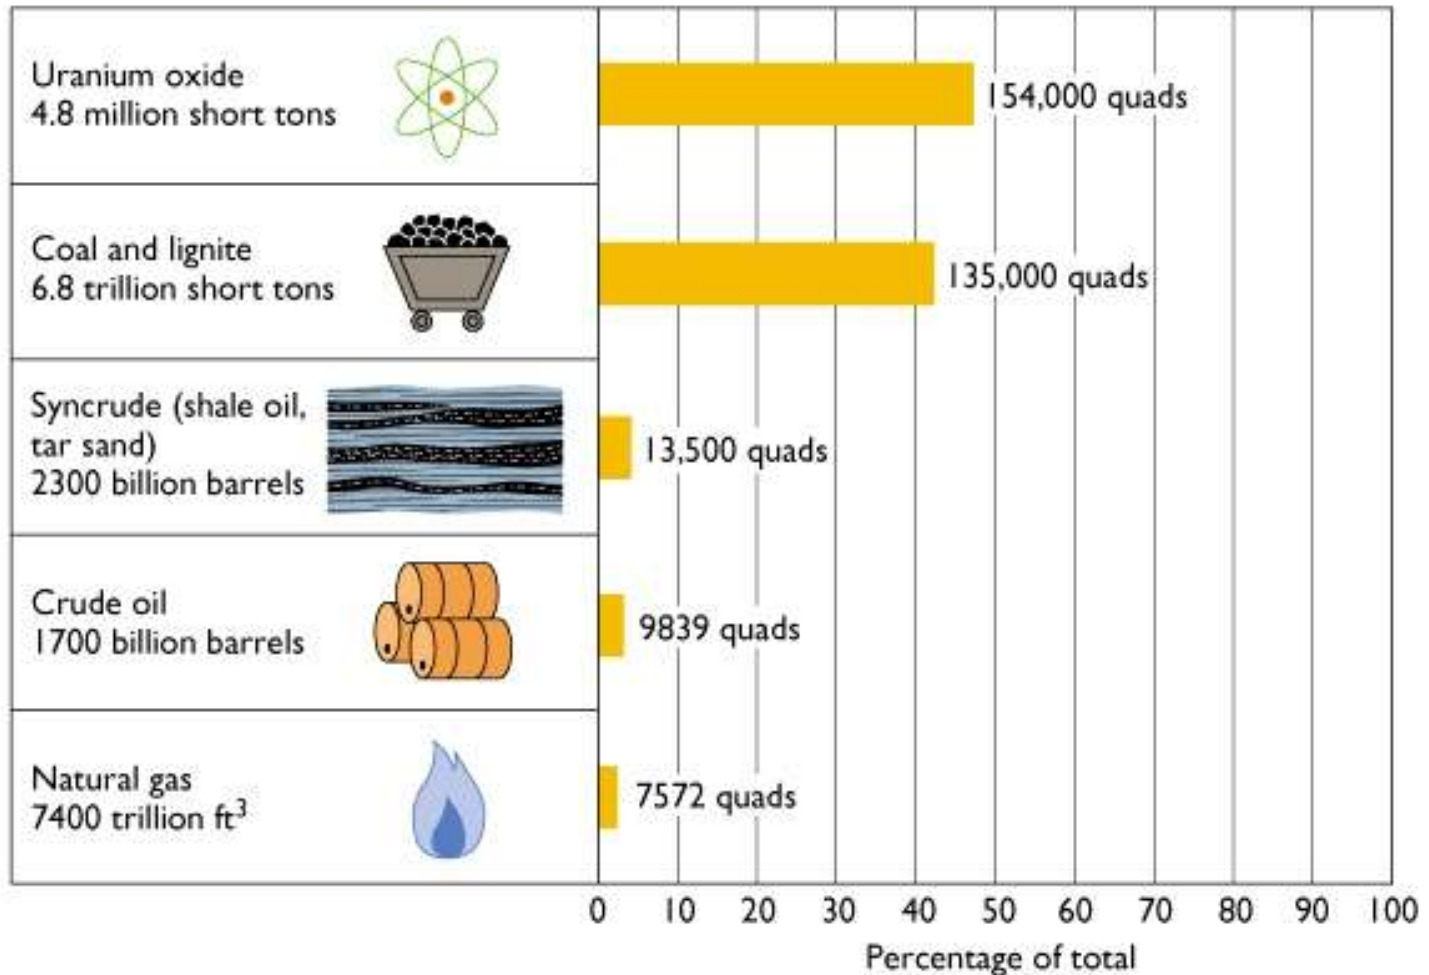 Uranium oxide
4.8 million short tons
154,000 quads
Coal and lignite
6.8 trillion short tons
135,000 quads
Syncrude (shale oil,
tar sand)
2300 billion barrels
13,500 quads
Crude oil
1700 billion barrels
9839 quads
Natural gas
7400 trillion ft³
7572 quads
0 10 20 30 40 50 60 70 80 90 100
Percentage of total